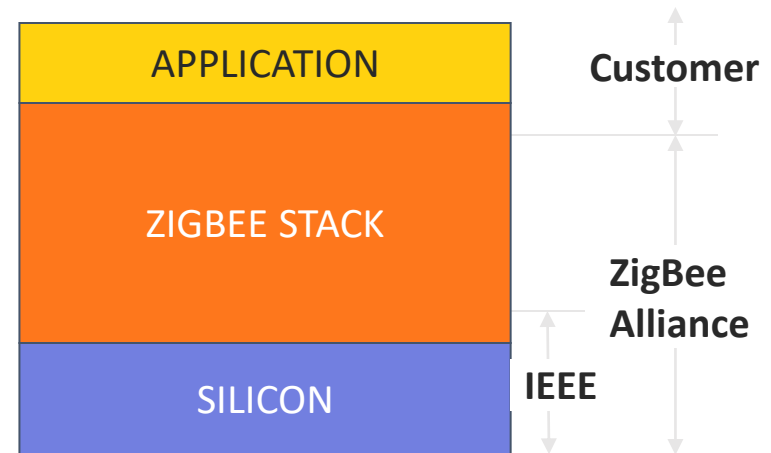 APPLICATION
Customer
ZIGBEE STACK
ZigBee
Alliance
IEEE
SILICON